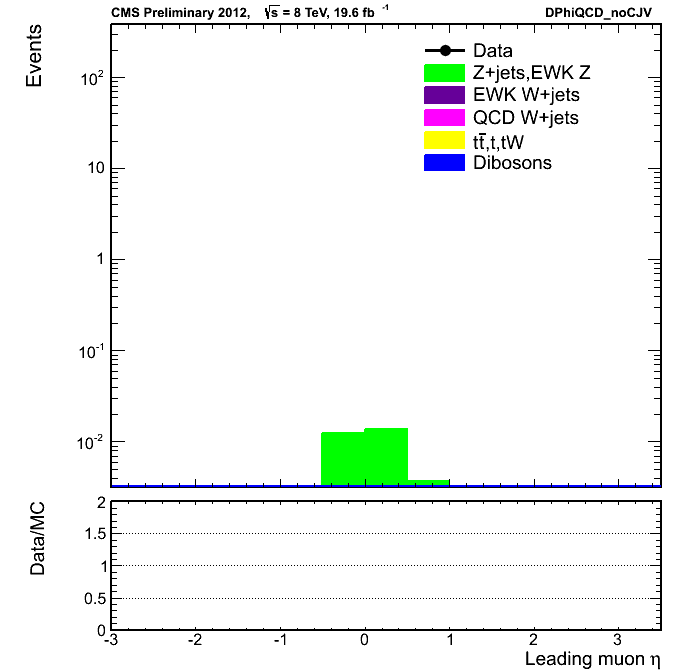 CMS Preliminary 2012, √s = 8 TeV, 19.6 fb⁻¹ DPhiQCD_noCJV
Events
Data
Z+jets,EWK Z
EWK W+jets
QCD W+jets
tt̅,t,tW
Dibosons
10²
10
1
10⁻¹
10⁻²
Data/MC
2
1.5
1
0.5
0
-3 -2 -1 0 1 2 3
Leading muon η